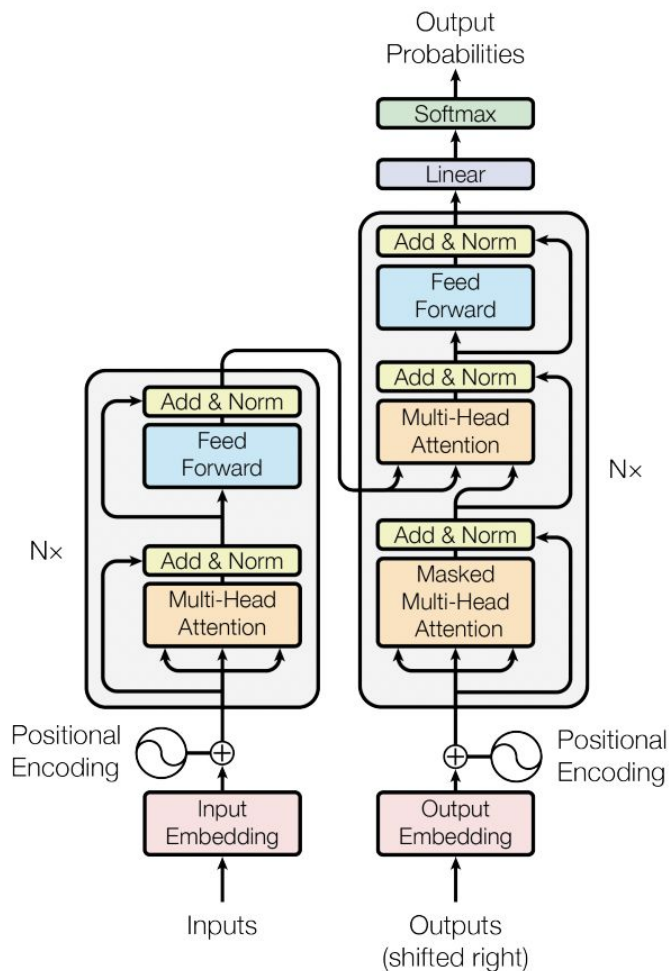 Output
Probabilities
Softmax
Linear
Add & Norm
Feed
Forward
Add & Norm
Multi-Head
Attention
Add & Norm
Masked
Multi-Head
Attention
N×
Add & Norm
Feed
Forward
Add & Norm
Multi-Head
Attention
N×
Positional
Encoding
Positional
Encoding
Input
Embedding
Output
Embedding
Inputs
Outputs
(shifted right)